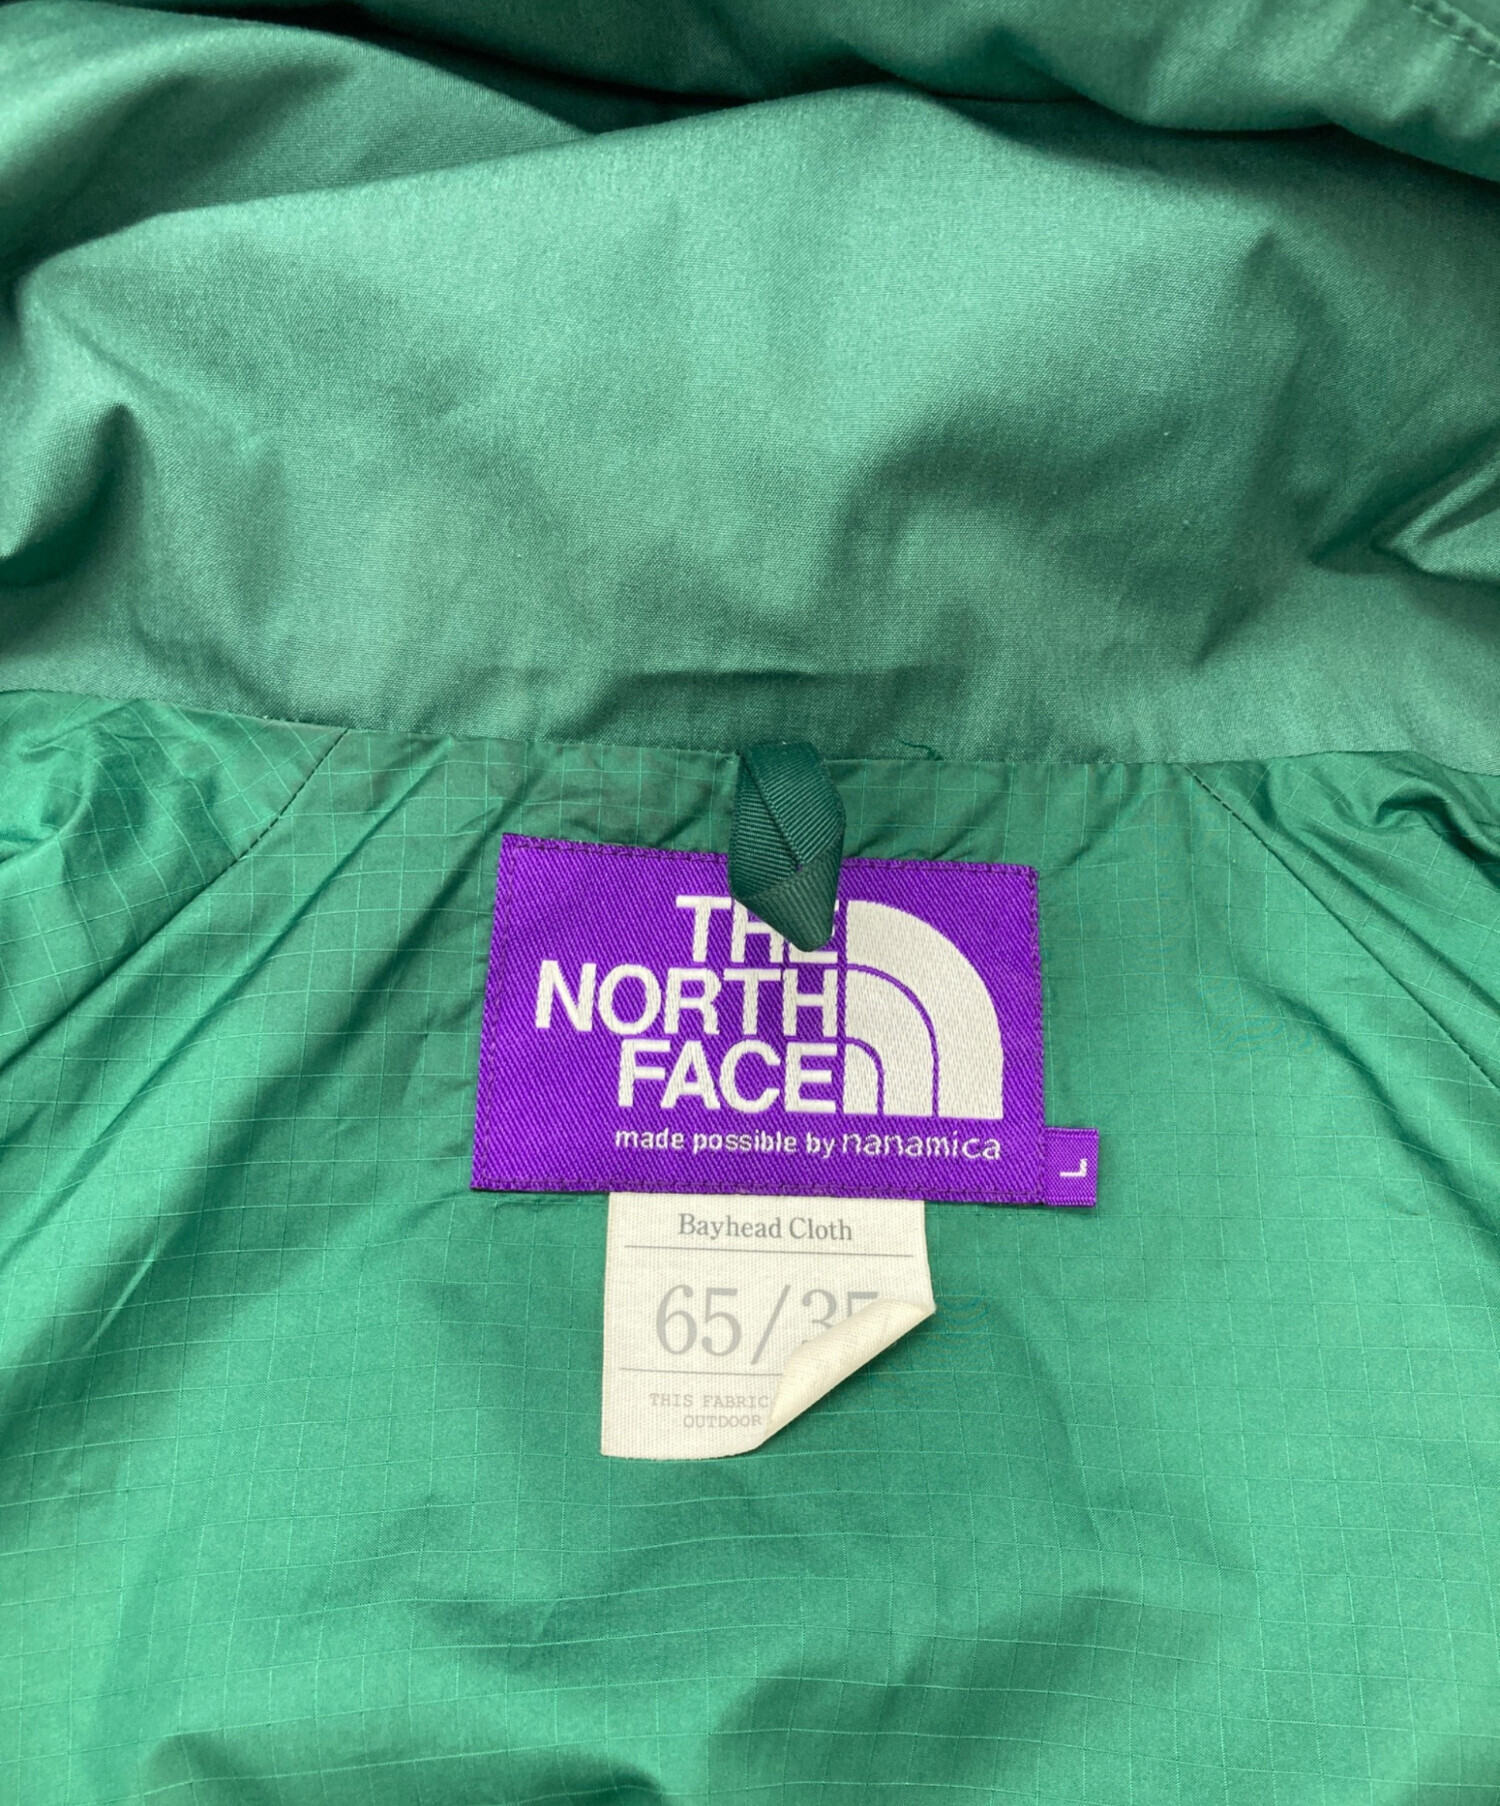 THE
NORTH
FACE
made possible by nanamica
L
Bayhead Cloth
65/35
THIS FABRIC
OUTDOOR